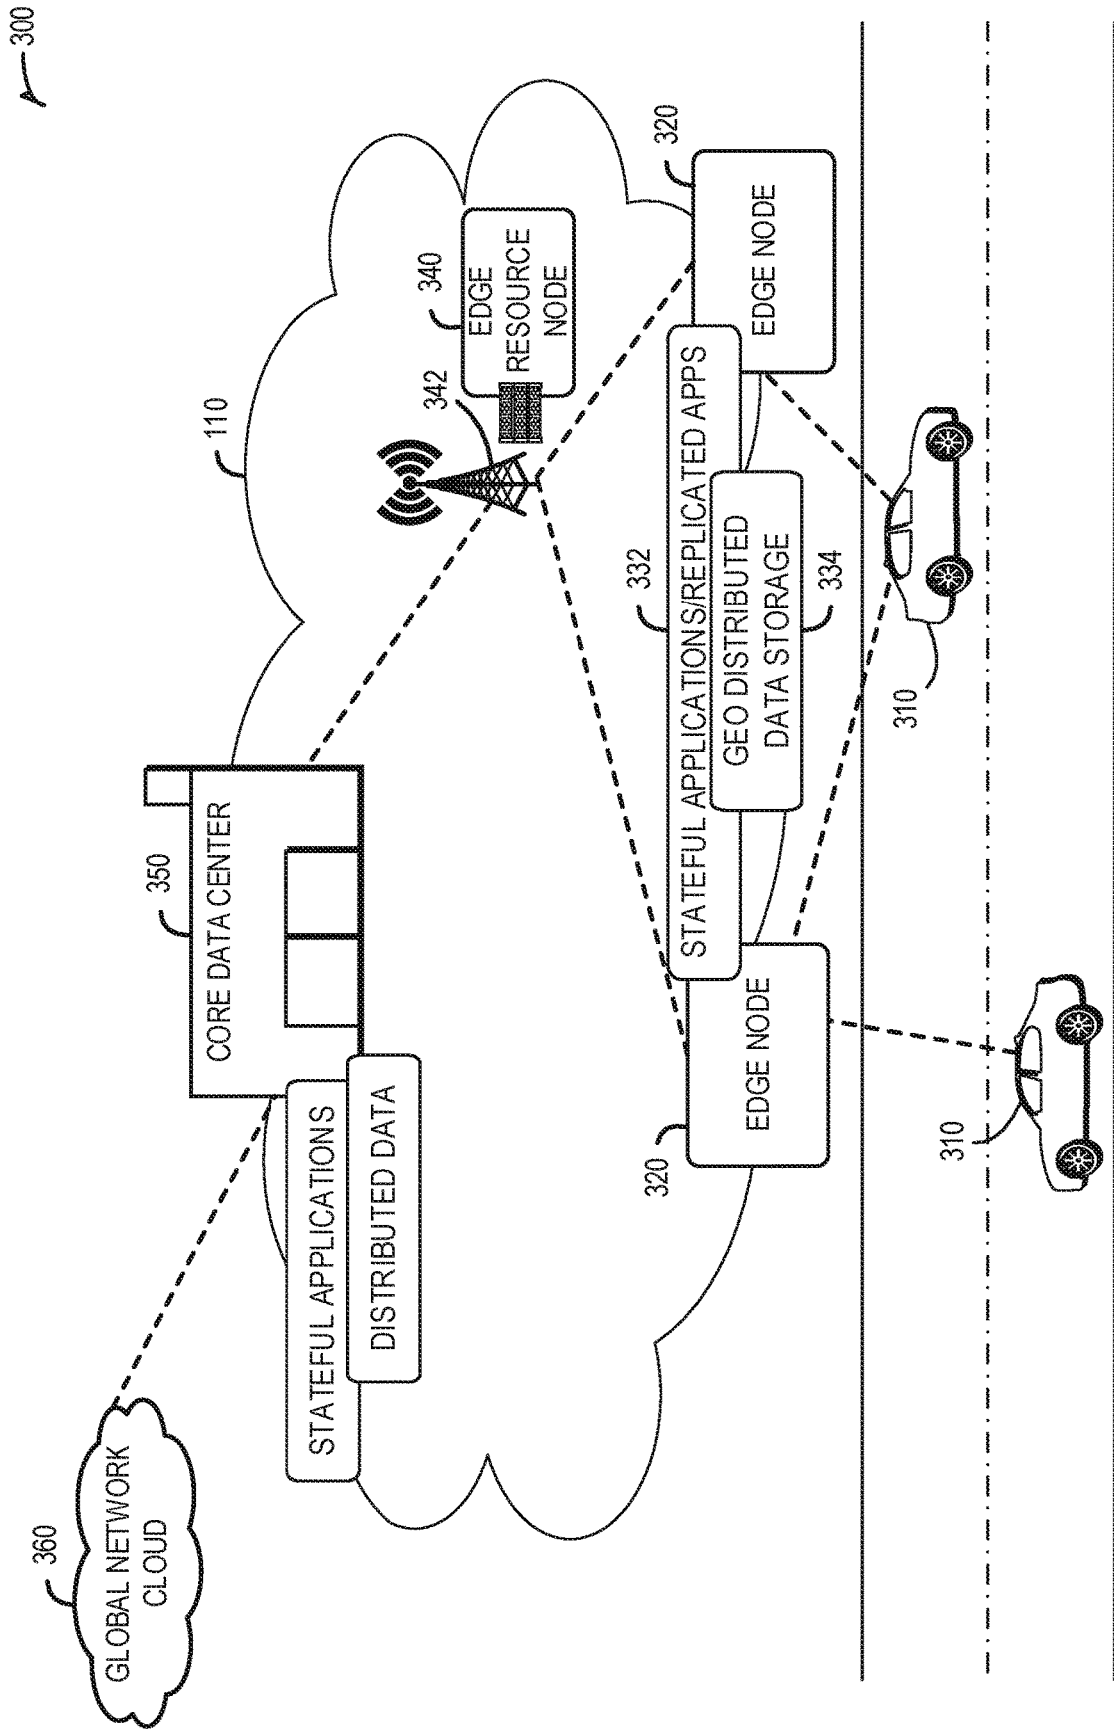 300
360
GLOBAL NETWORK
CLOUD
350
CORE DATA CENTER
110
STATEFUL APPLICATIONS
DISTRIBUTED DATA
342
340
EDGE
RESOURCE
NODE
320
EDGE NODE
332
STATEFUL APPLICATIONS/REPLICATED APPS
GEO DISTRIBUTED
DATA STORAGE
334
320
EDGE NODE
310
310